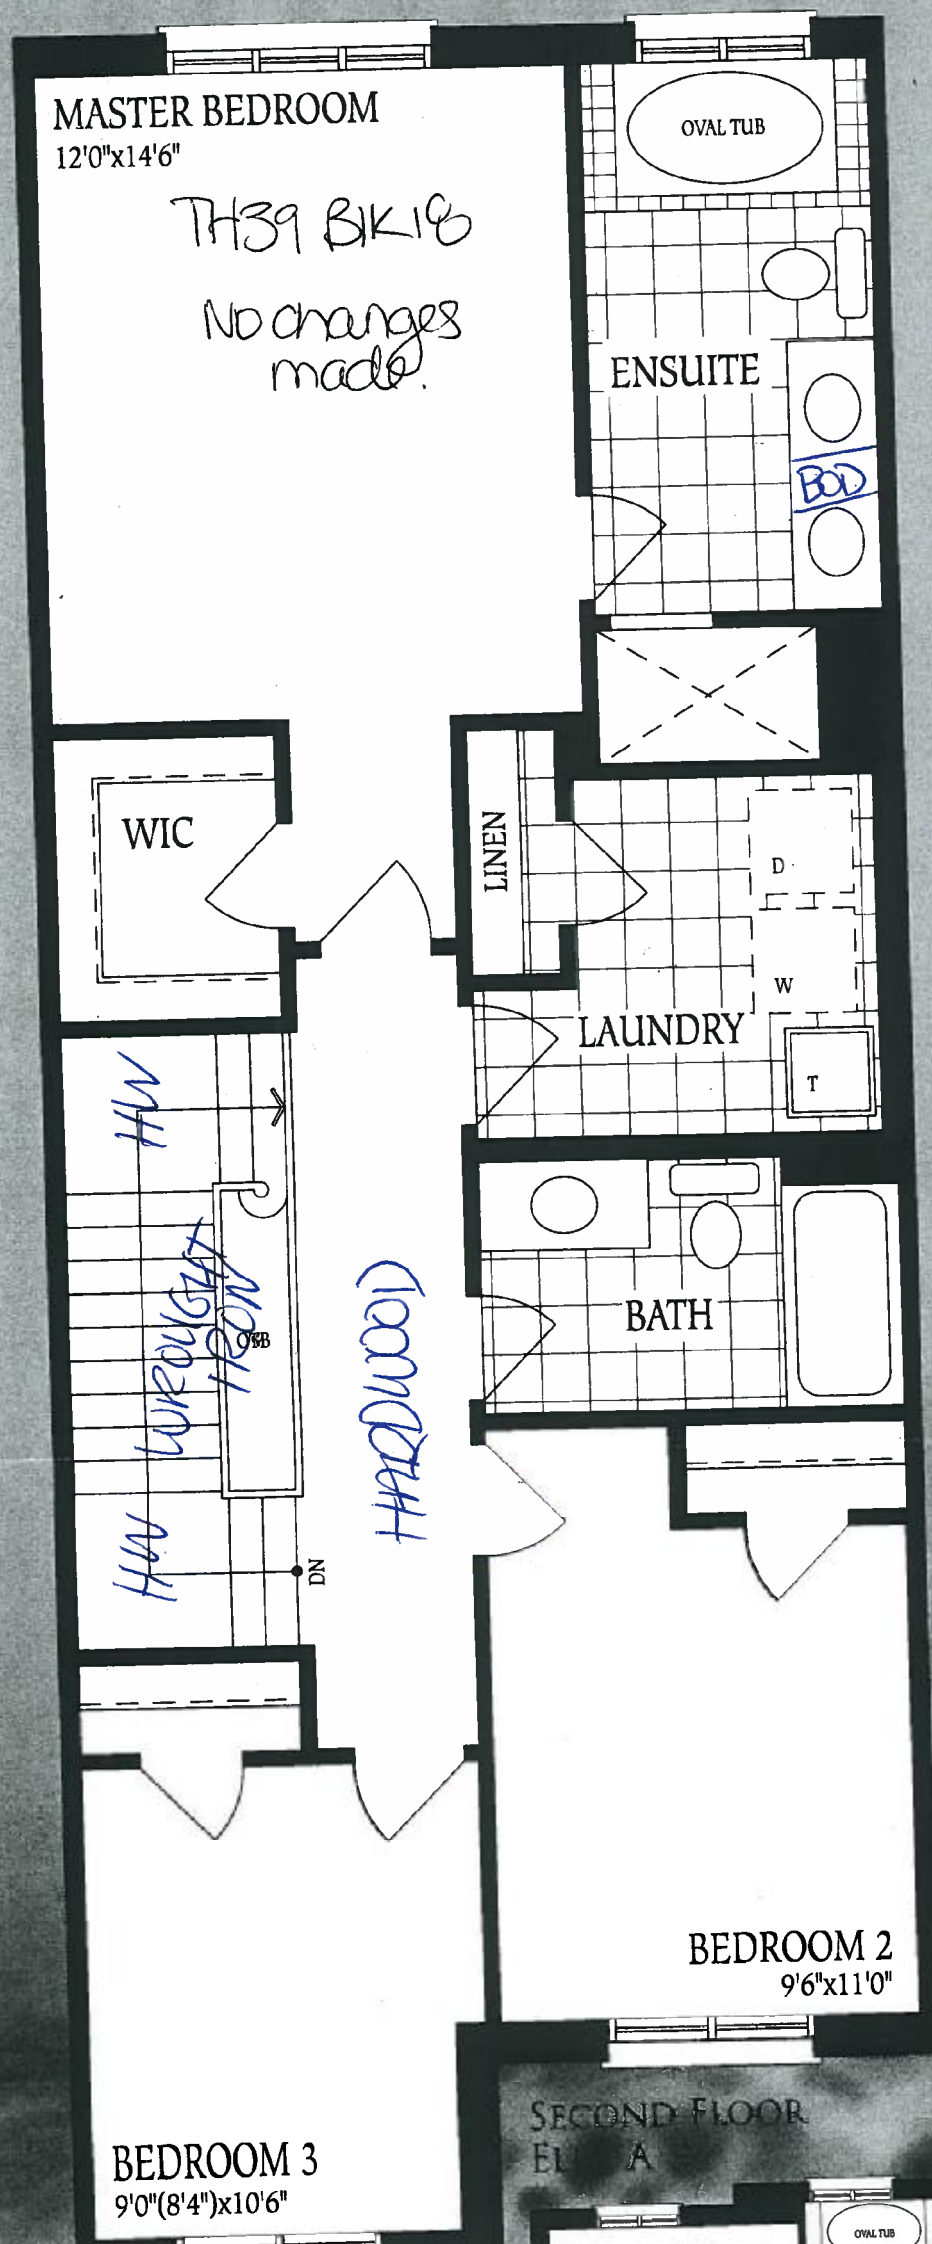 MASTER BEDROOM
12'0"x14'6"
OVAL TUB
TH39 BlK18
No changes
made.
ENSUITE
BOD
WIC
LINEN
D
W
LAUNDRY
T
HW
WROUGHT
IRON
HW
DN
BATH
BEDROOM 2
9'6"x11'0"
SECOND FLOOR
BEDROOM 3
9'0"(8'4")x10'6"
OVAL TUB